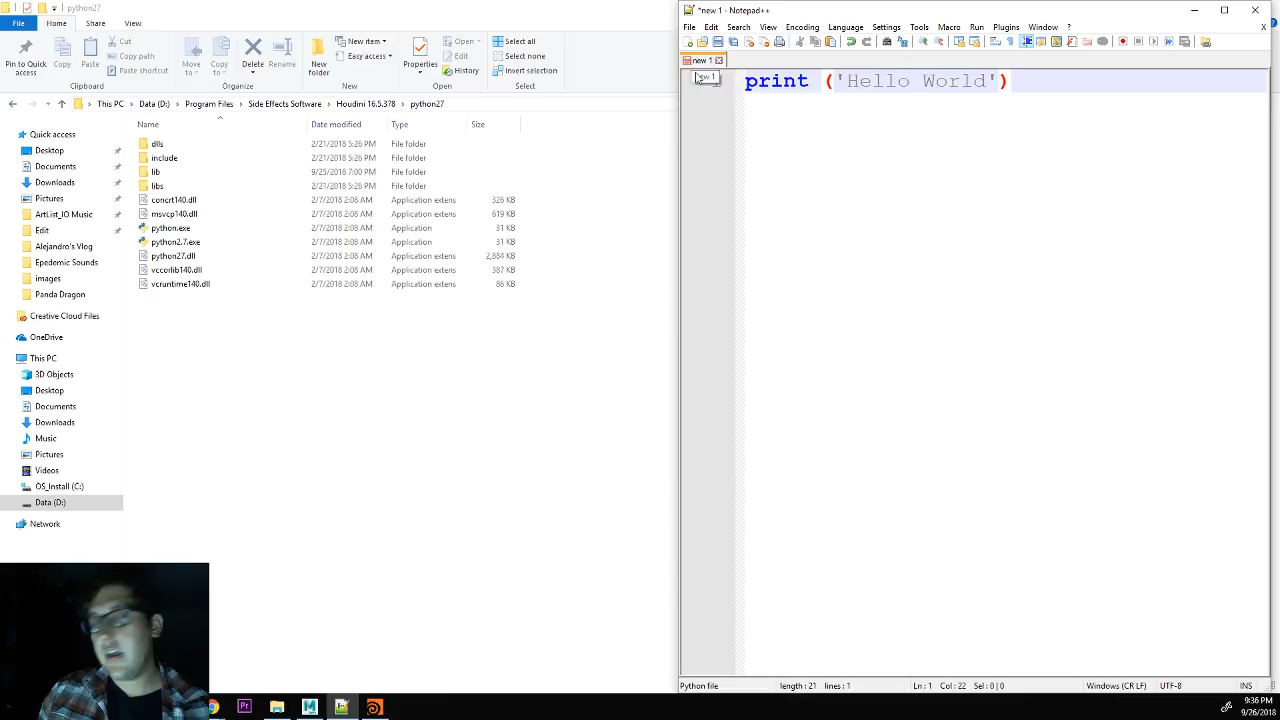 python27
*new 1 - Notepad++
File Home Share View
File Edit Search View Encoding Language Settings Tools Macro Run Plugins Window ? X
Pin to Quick access
Copy
Paste
Cut
Copy path
Paste shortcut
Move to
Copy to
Delete
Rename
New folder
New item
Easy access
Properties
Open
Edit
History
Select all
Select none
Invert selection
Clipboard Organize New Open Select
new 1
new 1
print ('Hello World')
This PC Data (D:) Program Files Side Effects Software Houdini 16.5.378 python27
Name Date modified Type Size
dlls 2/21/2018 5:26 PM File folder
include 2/21/2018 5:26 PM File folder
lib 9/25/2018 7:00 PM File folder
libs 2/21/2018 5:26 PM File folder
concrt140.dll 2/7/2018 2:08 AM Application extens 326 KB
msvcp140.dll 2/7/2018 2:08 AM Application extens 619 KB
python.exe 2/7/2018 2:08 AM Application 31 KB
python2.7.exe 2/7/2018 2:08 AM Application 31 KB
python27.dll 2/7/2018 2:08 AM Application extens 2,884 KB
vccorlib140.dll 2/7/2018 2:08 AM Application extens 387 KB
vcruntime140.dll 2/7/2018 2:08 AM Application extens 86 KB
Quick access
Desktop
Documents
Downloads
Pictures
ArtList_IO Music
Edit
Alejandro's Vlog
Epedemic Sounds
images
Panda Dragon
Creative Cloud Files
OneDrive
This PC
3D Objects
Desktop
Documents
Downloads
Music
Pictures
Videos
OS_Install (C:)
Data (D:)
Network
Python file length : 21 lines : 1 Ln : 1 Col : 22 Sel : 0 | 0 Windows (CR LF) UTF-8 INS
Pr
M
9:36 PM
9/26/2018